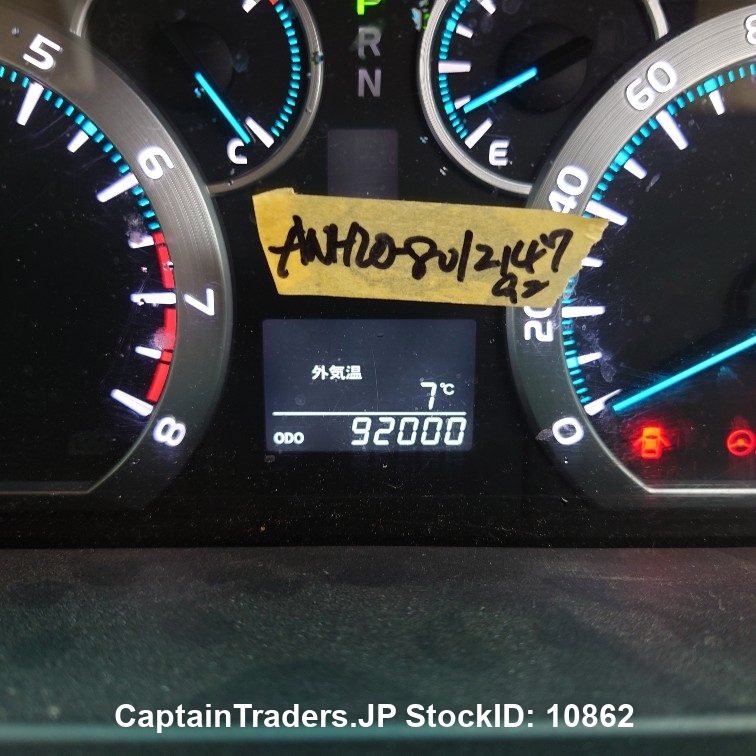 P
R
N
5
6
7
8
C
E
0
20
40
60
8
ANH20-8012147
外気温
7℃
ODO 92000
CaptainTraders.JP StockID: 10862